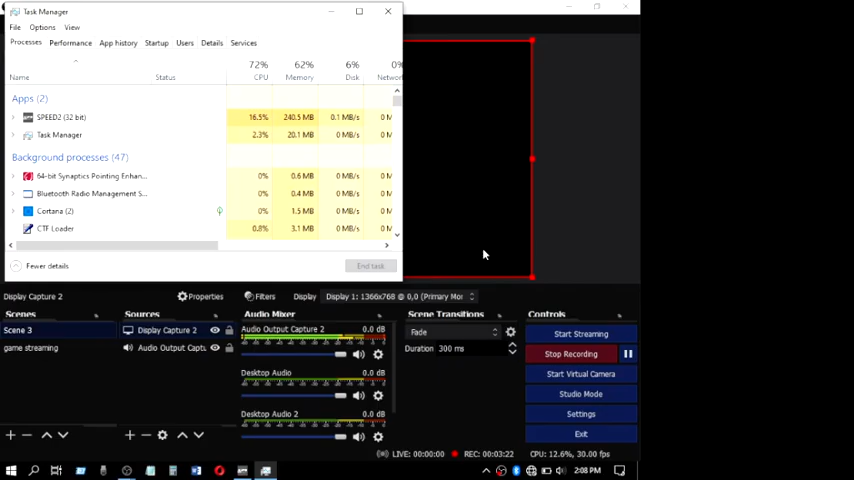 Task Manager
File Options View
Processes Performance App history Startup Users Details Services
72% 62% 6% 0%
Name Status CPU Memory Disk Network
Apps (2)
SPEED2 (32 bit) 16.5% 240.5 MB 0.1 MB/s 0 M
Task Manager 2.3% 20.1 MB 0 MB/s 0 M
Background processes (47)
64-bit Synaptics Pointing Enhan... 0% 0.6 MB 0 MB/s 0 M
Bluetooth Radio Management S... 0% 0.4 MB 0 MB/s 0 M
Cortana (2) 0% 1.5 MB 0 MB/s 0 M
CTF Loader 0.8% 3.1 MB 0 MB/s 0 M
Fewer details End task
Display Capture 2 Properties Filters Display Display 1: 1366x768 @ 0,0 (Primary Mor
Scenes Sources Audio Mixer Scene Transitions Controls
Scene 3 Display Capture 2 Audio Output Capture 2 0.0 dB Fade Start Streaming
game streaming Audio Output Captu Duration 300 ms Stop Recording
Desktop Audio 0.0 dB Start Virtual Camera
Studio Mode
Desktop Audio 2 0.0 dB Settings
Exit
LIVE: 00:00:00 REC: 00:03:22 CPU: 12.6%, 30.00 fps
2:08 PM